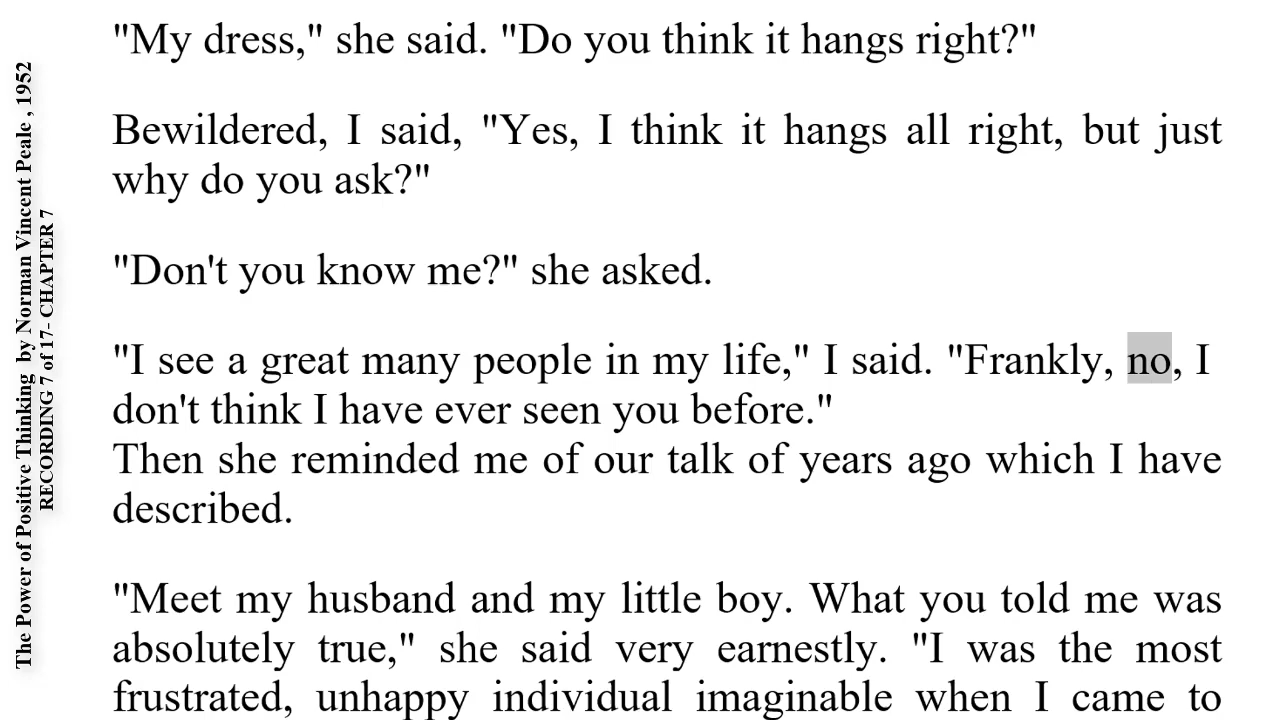 The Power of Positive Thinking by Norman Vincent Peale , 1952
RECORDING 7 of 17- CHAPTER 7
"My dress," she said. "Do you think it hangs right?"
Bewildered, I said, "Yes, I think it hangs all right, but just
why do you ask?"
"Don't you know me?" she asked.
"I see a great many people in my life," I said. "Frankly, no, I
don't think I have ever seen you before."
Then she reminded me of our talk of years ago which I have
described.
"Meet my husband and my little boy. What you told me was
absolutely true," she said very earnestly. "I was the most
frustrated, unhappy individual imaginable when I came to